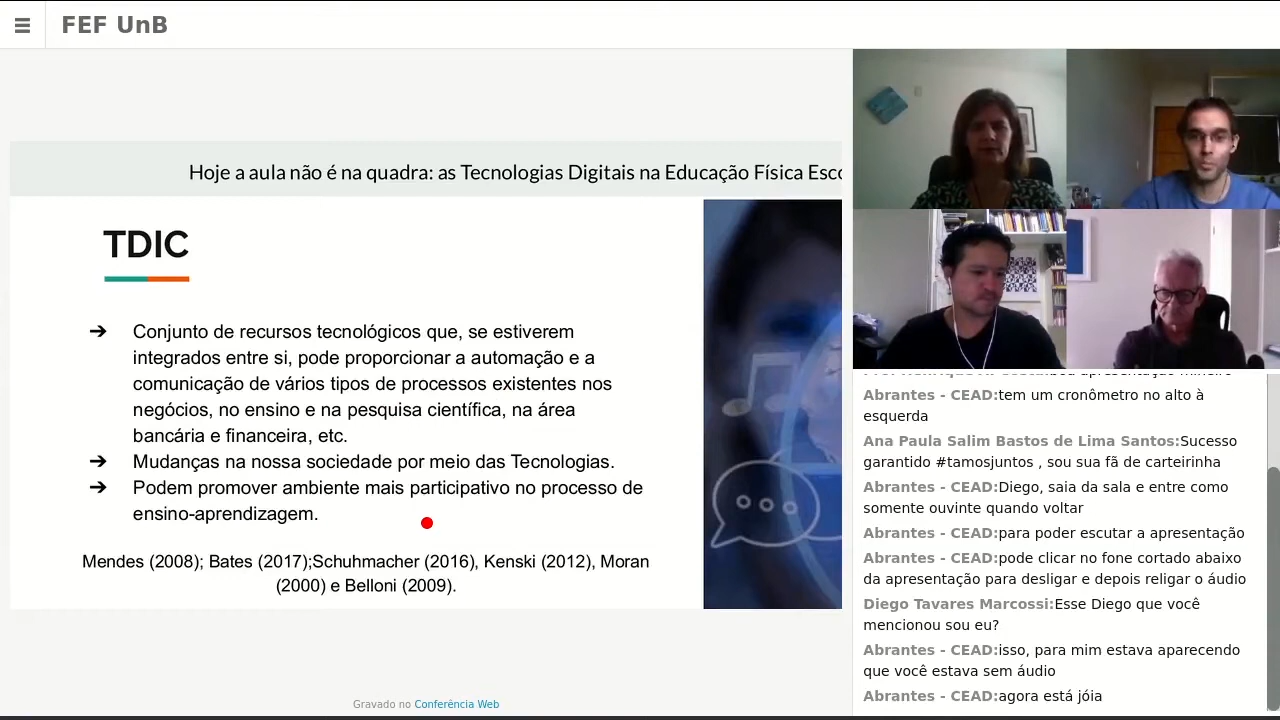 FEF UnB
Hoje a aula não é na quadra: as Tecnologias Digitais na Educação Física Esco
TDIC
➔ Conjunto de recursos tecnológicos que, se estiverem
integrados entre si, pode proporcionar a automação e a
comunicação de vários tipos de processos existentes nos
negócios, no ensino e na pesquisa científica, na área
bancária e financeira, etc.
➔ Mudanças na nossa sociedade por meio das Tecnologias.
➔ Podem promover ambiente mais participativo no processo de
ensino-aprendizagem.
Mendes (2008); Bates (2017);Schuhmacher (2016), Kenski (2012), Moran
(2000) e Belloni (2009).
Gravado no Conferência Web
Abrantes - CEAD:tem um cronômetro no alto à
esquerda
Ana Paula Salim Bastos de Lima Santos:Sucesso
garantido #tamosjuntos , sou sua fã de carteirinha
Abrantes - CEAD:Diego, saia da sala e entre como
somente ouvinte quando voltar
Abrantes - CEAD:para poder escutar a apresentação
Abrantes - CEAD:pode clicar no fone cortado abaixo
da apresentação para desligar e depois religar o áudio
Diego Tavares Marcossi:Esse Diego que você
mencionou sou eu?
Abrantes - CEAD:isso, para mim estava aparecendo
que você estava sem áudio
Abrantes - CEAD:agora está jóia